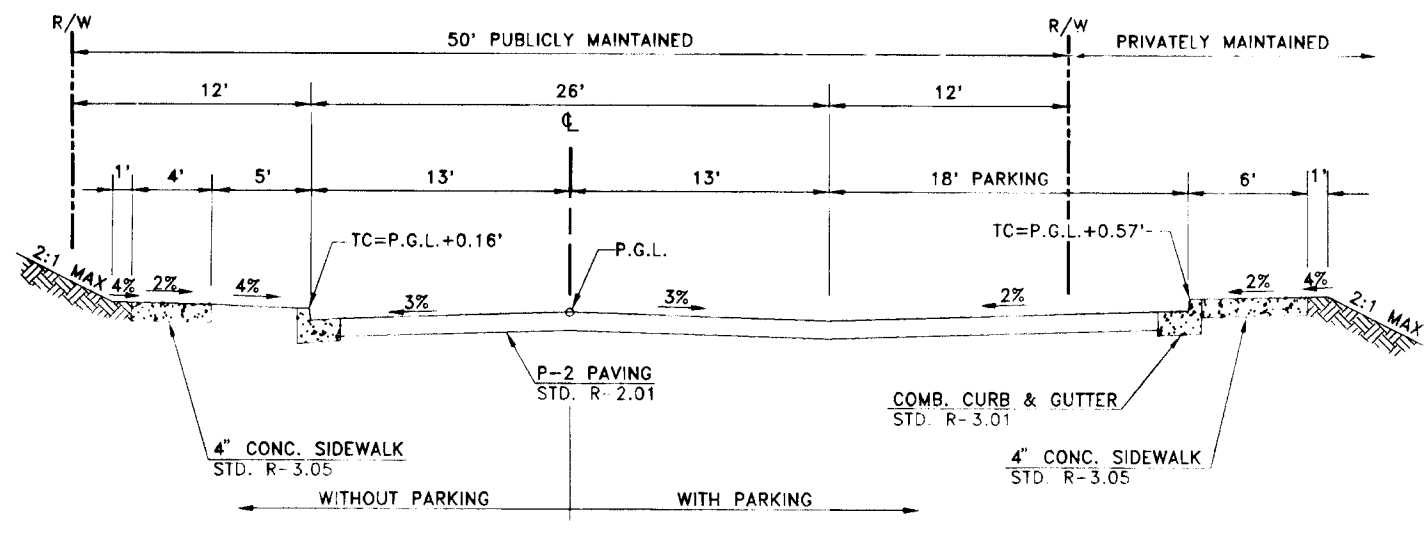 R/W
R/W
50' PUBLICLY MAINTAINED
PRIVATELY MAINTAINED
12'
26'
12'
℄
1'
4'
5'
13'
13'
18' PARKING
6'
1'
TC=P.G.L.+0.16'
P.G.L.
TC=P.G.L.+0.57'
2:1 MAX
4%
2%
4%
3%
3%
2%
2%
4%
2:1 MAX
P-2 PAVING
STD. R-2.01
COMB. CURB & GUTTER
STD. R-3.01
4" CONC. SIDEWALK
STD. R-3.05
4" CONC. SIDEWALK
STD. R-3.05
WITHOUT PARKING
WITH PARKING